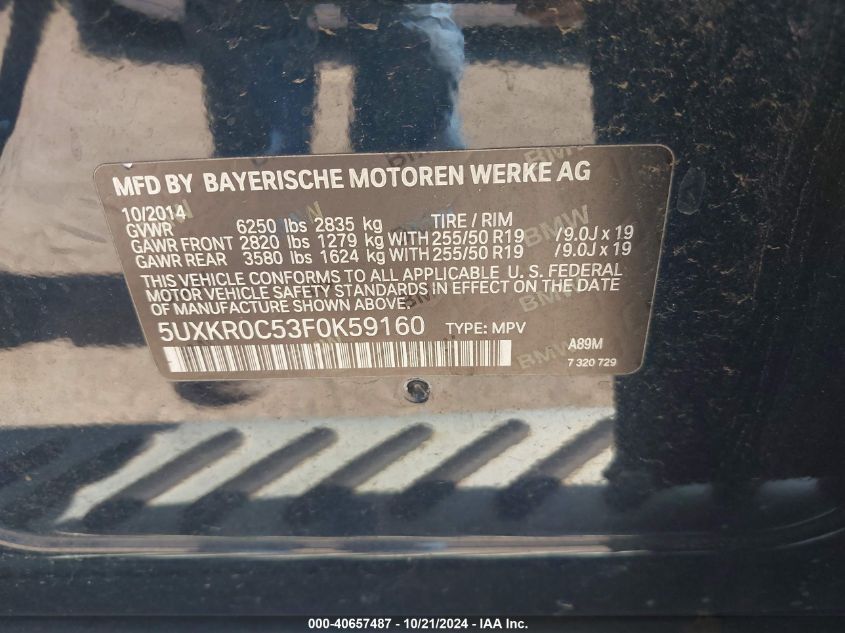 MFD BY BAYERISCHE MOTOREN WERKE AG
10/2014
GVWR 6250 lbs 2835 kg TIRE / RIM
GAWR FRONT 2820 lbs 1279 kg WITH 255/50 R19 /9.0J x 19
GAWR REAR 3580 lbs 1624 kg WITH 255/50 R19 /9.0J x 19
THIS VEHICLE CONFORMS TO ALL APPLICABLE U. S. FEDERAL
MOTOR VEHICLE SAFETY STANDARDS IN EFFECT ON THE DATE
OF MANUFACTURE SHOWN ABOVE.
5UXKR0C53F0K59160 TYPE: MPV
A89M
7 320 729
000-40657487 - 10/21/2024 - IAA Inc.